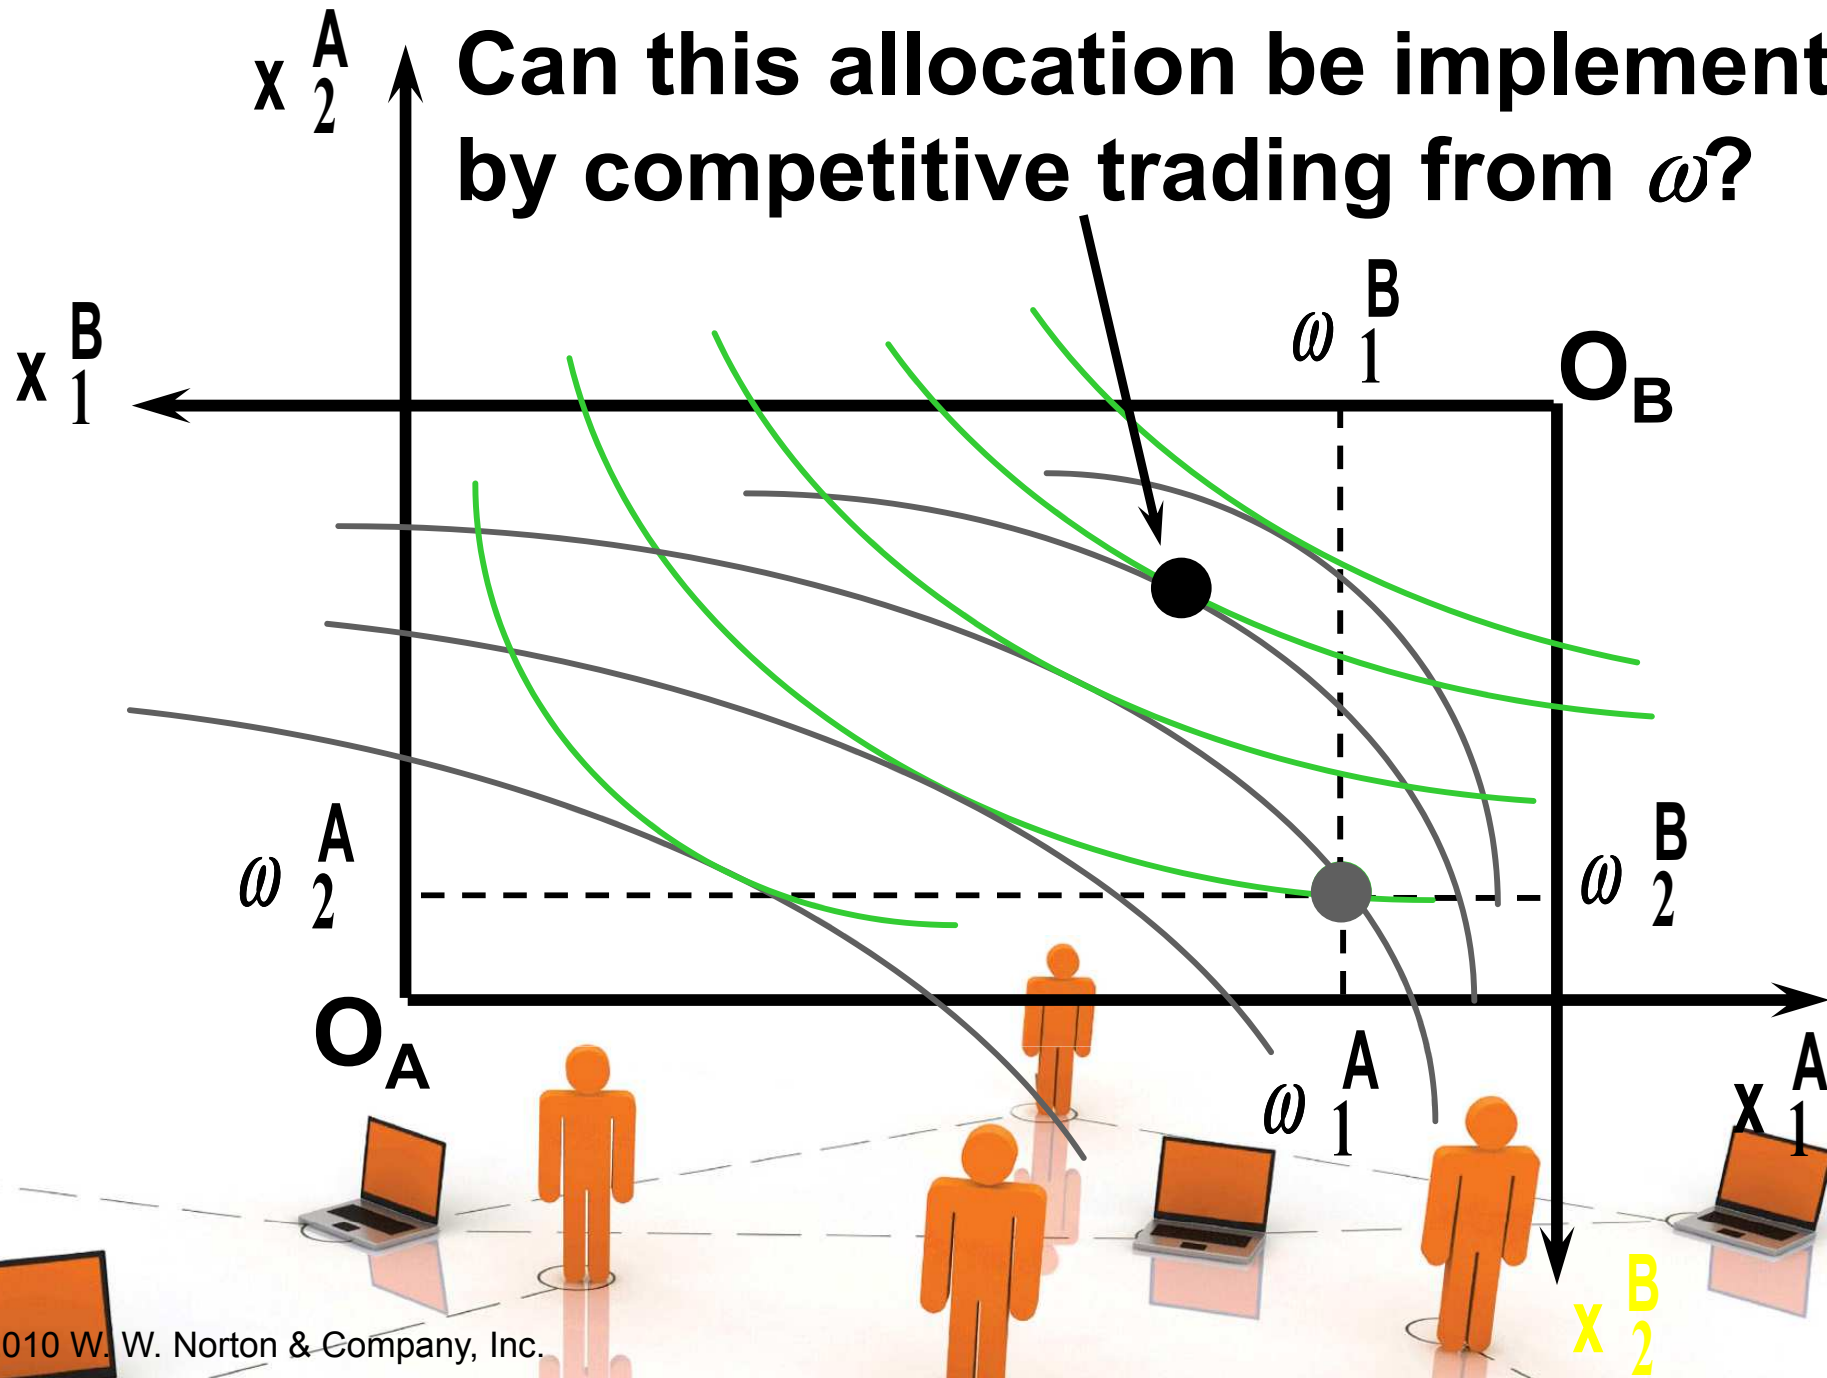 Can this allocation be implement
by competitive trading from ω?
x A 2
x B 1
ω B 1
O B
ω A 2
ω B 2
O A
ω A 1
x A 1
x B 2
010 W. W. Norton & Company, Inc.